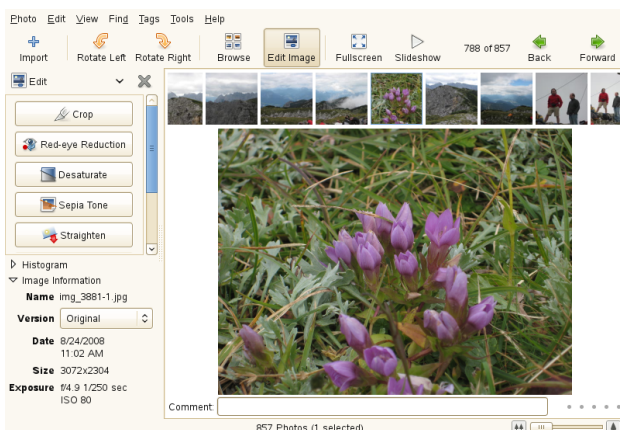 Photo Edit View Find Tags Tools Help
Import Rotate Left Rotate Right Browse Edit Image Fullscreen Slideshow 788 of 857 Back Forward
Edit
Crop
Red-eye Reduction
Desaturate
Sepia Tone
Straighten
Histogram
Image Information
Name img_3881-1.jpg
Version Original
Date 8/24/2008
11:02 AM
Size 3072x2304
Exposure f/4.9 1/250 sec
ISO 80
Comment:
857 Photos (1 selected)